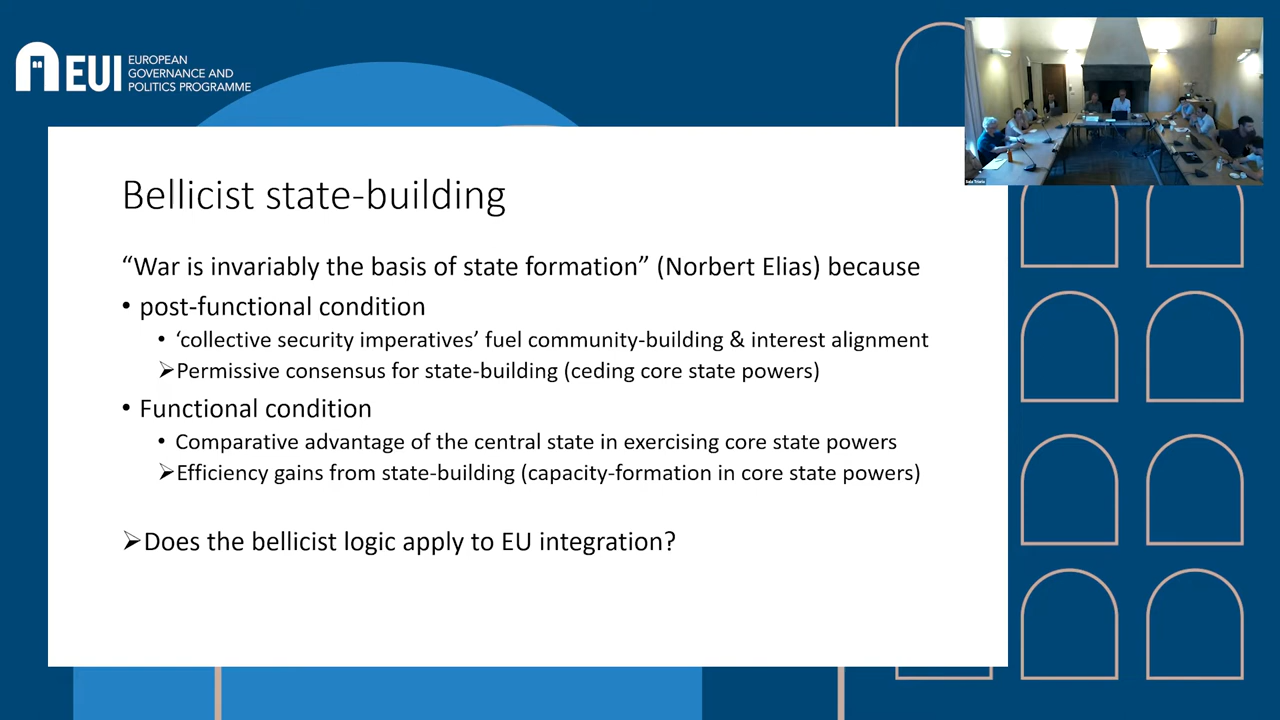 EUI
EUROPEAN
GOVERNANCE AND
POLITICS PROGRAMME
Bellicist state-building
“War is invariably the basis of state formation” (Norbert Elias) because
• post-functional condition
• ‘collective security imperatives’ fuel community-building & interest alignment
➢Permissive consensus for state-building (ceding core state powers)
• Functional condition
• Comparative advantage of the central state in exercising core state powers
➢Efficiency gains from state-building (capacity-formation in core state powers)
➢Does the bellicist logic apply to EU integration?